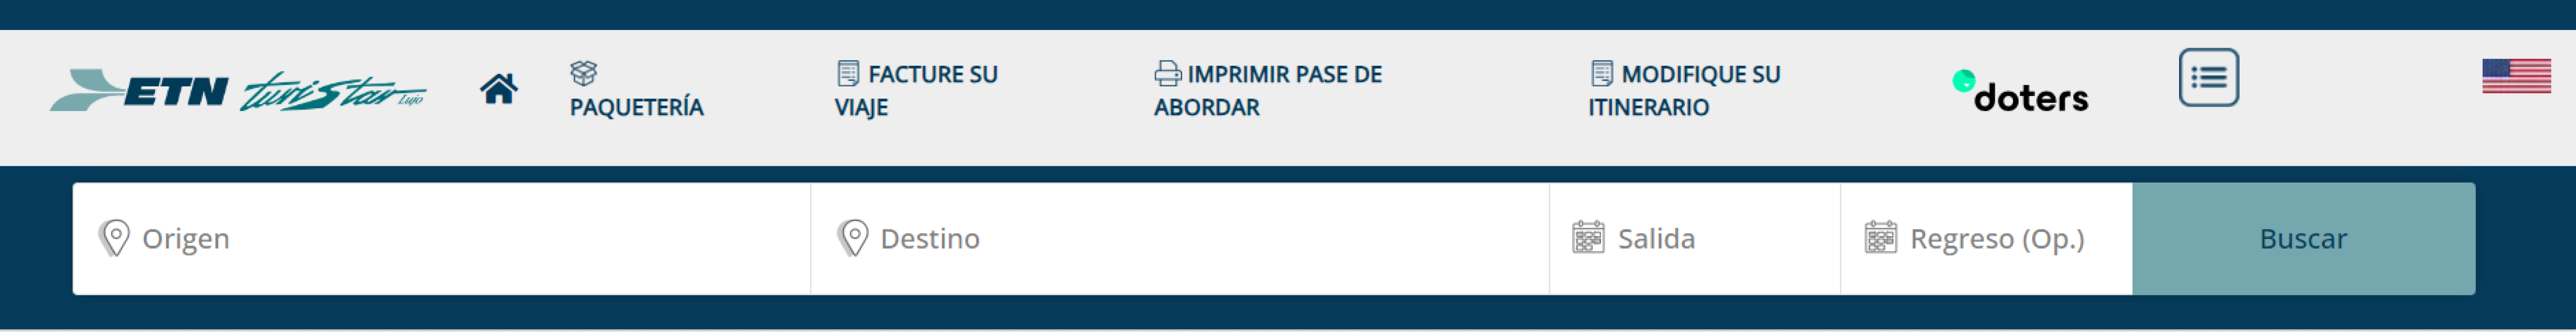 ETN turistar Lujo
PAQUETERÍA
FACTURE SU
VIAJE
IMPRIMIR PASE DE
ABORDAR
MODIFIQUE SU
ITINERARIO
doters
Origen
Destino
Salida
Regreso (Op.)
Buscar